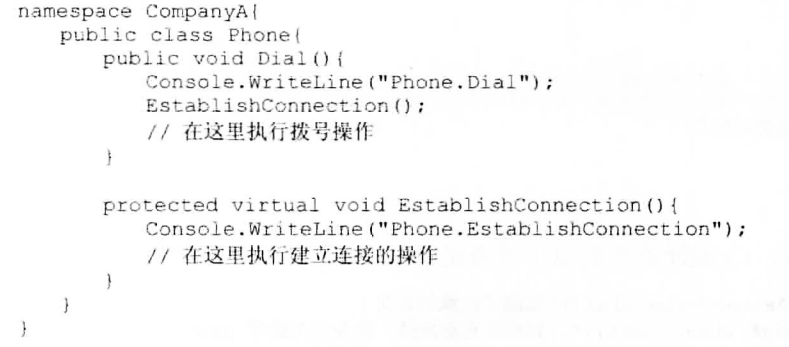 namespace CompanyA{
public class Phone{
public void Dial(){
Console.WriteLine("Phone.Dial");
EstablishConnection();
// 在这里执行拨号操作
}
protected virtual void EstablishConnection(){
Console.WriteLine("Phone.EstablishConnection");
// 在这里执行建立连接的操作
}
}
}